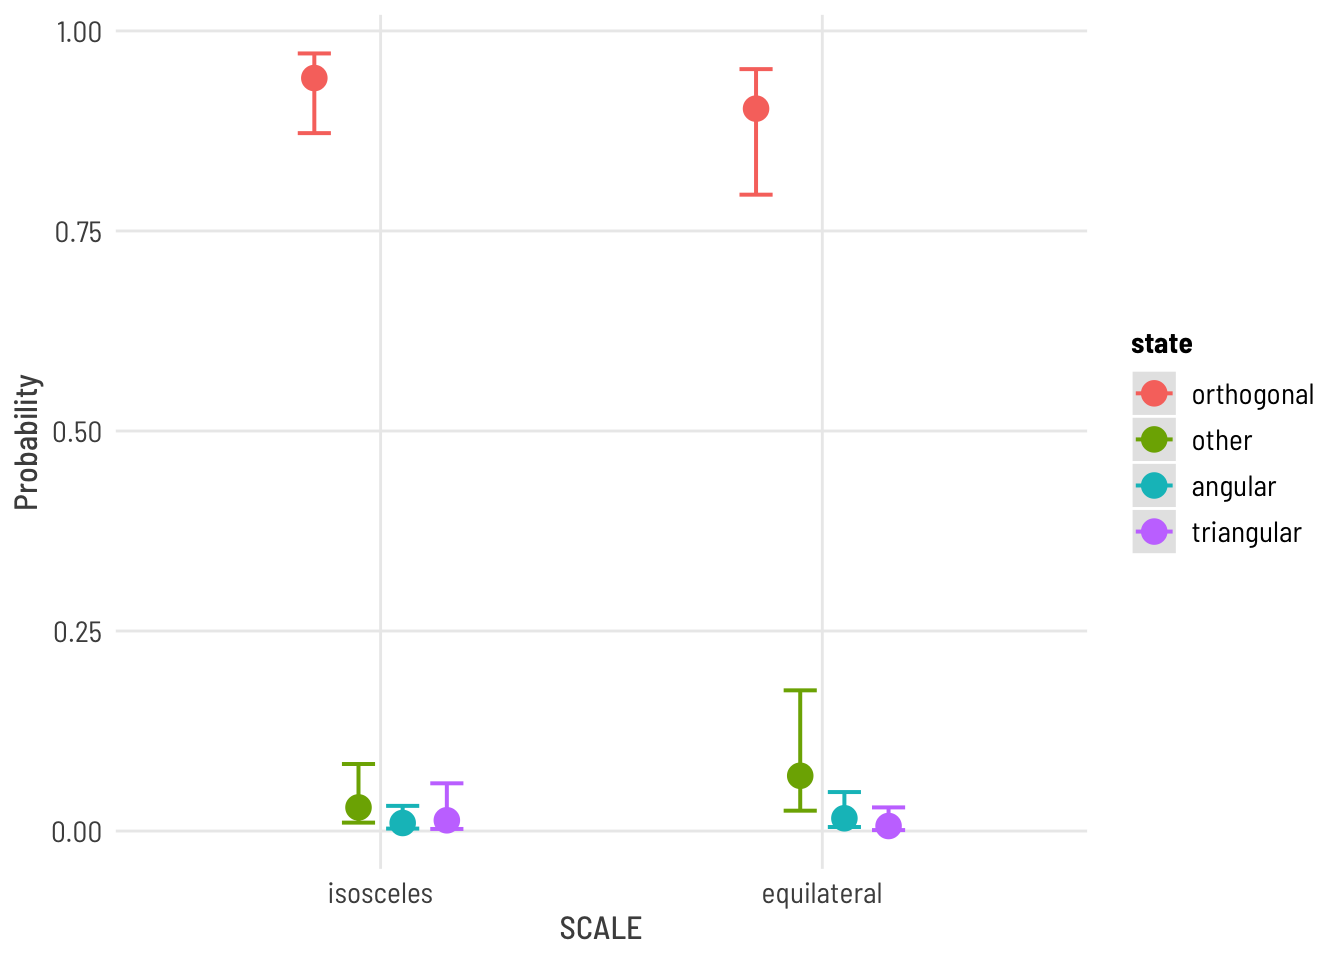 1.00
0.75
0.50
0.25
0.00
Probability
isosceles
equilateral
SCALE
state
orthogonal
other
angular
triangular